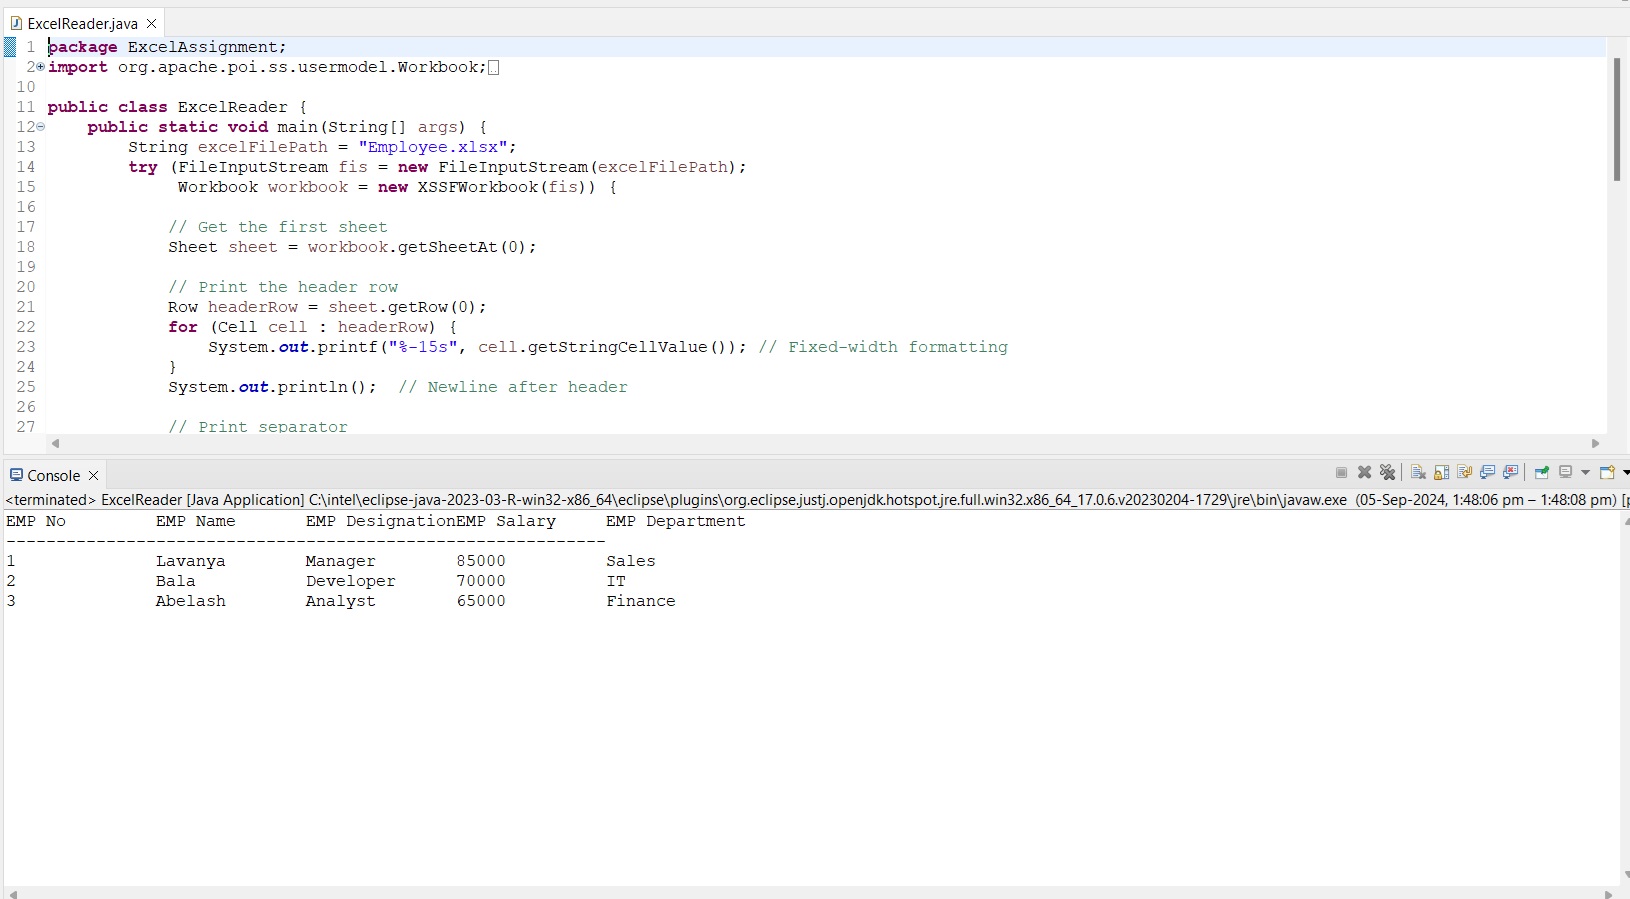 ExcelReader.java
1 package ExcelAssignment;
2 import org.apache.poi.ss.usermodel.Workbook;
10
11 public class ExcelReader {
12     public static void main(String[] args) {
13         String excelFilePath = "Employee.xlsx";
14         try (FileInputStream fis = new FileInputStream(excelFilePath);
15              Workbook workbook = new XSSFWorkbook(fis)) {
16
17             // Get the first sheet
18             Sheet sheet = workbook.getSheetAt(0);
19
20             // Print the header row
21             Row headerRow = sheet.getRow(0);
22             for (Cell cell : headerRow) {
23                 System.out.printf("%-15s", cell.getStringCellValue()); // Fixed-width formatting
24             }
25             System.out.println();  // Newline after header
26
27             // Print separator
Console
<terminated> ExcelReader [Java Application] C:\intel\eclipse-java-2023-03-R-win32-x86_64\eclipse\plugins\org.eclipse.justj.openjdk.hotspot.jre.full.win32.x86_64_17.0.6.v20230204-1729\jre\bin\javaw.exe (05-Sep-2024, 1:48:06 pm – 1:48:08 pm) [p
EMP No         EMP Name       EMP DesignationEMP Salary     EMP Department
------------------------------------------------------------
1              Lavanya        Manager        85000          Sales
2              Bala           Developer      70000          IT
3              Abelash        Analyst        65000          Finance